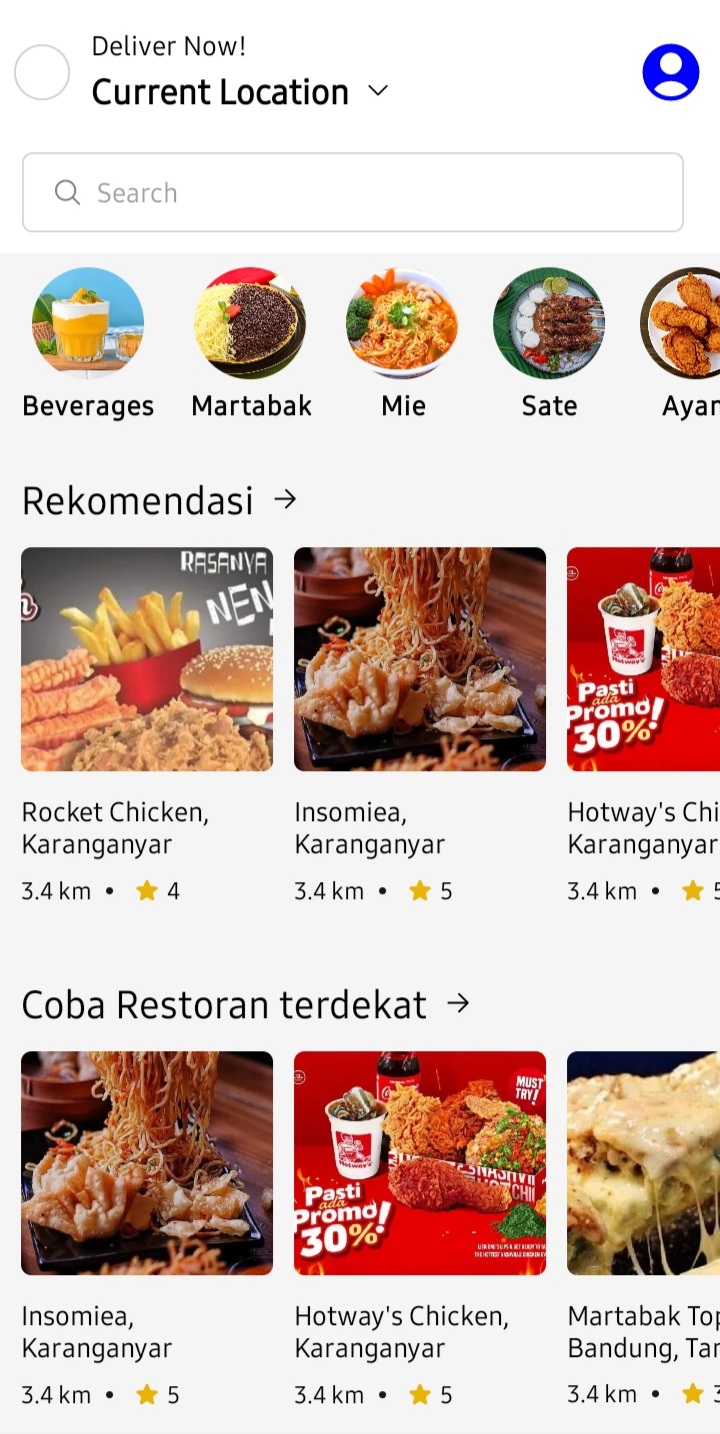 Deliver Now!
Current Location
Search
Beverages
Martabak
Mie
Sate
Ayam
Rekomendasi
RASANYA
NEN
Pasti
ada
Promo!
30%
Rocket Chicken,
Karanganyar
Insomiea,
Karanganyar
Hotway's Chi
Karanganyar
3.4 km • 4
3.4 km • 5
3.4 km • 5
Coba Restoran terdekat
MUST
TRY!
Hotway's
Pasti
ada
Promo!
30%
Insomiea,
Karanganyar
Hotway's Chicken,
Karanganyar
Martabak Top
Bandung, Tar
3.4 km • 5
3.4 km • 5
3.4 km • 3